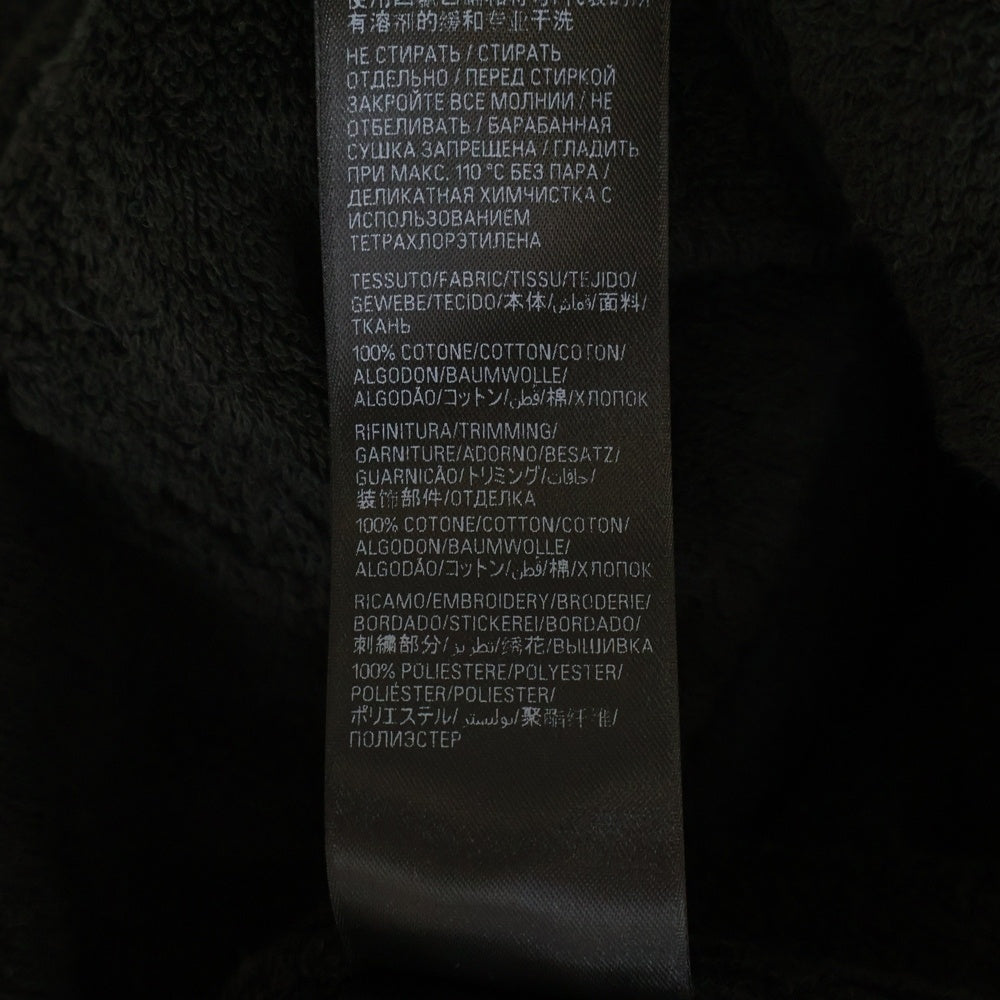 有溶剂的缓和专业干洗
НЕ СТИРАТЬ / СТИРАТЬ
ОТДЕЛЬНО / ПЕРЕД СТИРКОЙ
ЗАКРОЙТЕ ВСЕ МОЛНИИ / НЕ
ОТБЕЛИВАТЬ / БАРАБАННАЯ
СУШКА ЗАПРЕЩЕНА / ГЛАДИТЬ
ПРИ МАКС. 110 °C БЕЗ ПАРА /
ДЕЛИКАТНАЯ ХИМЧИСТКА С
ИСПОЛЬЗОВАНИЕМ
ТЕТРАХЛОРЭТИЛЕНА
TESSUTO/FABRIC/TISSU/TEJIDO/
GEWEBE/TECIDO/本体/قماش/面料/
ТКАНЬ
100% COTONE/COTTON/COTON/
ALGODON/BAUMWOLLE/
ALGODÃO/コットン/قطن/棉/ХЛОПОК
RIFINITURA/TRIMMING/
GARNITURE/ADORNO/BESATZ/
GUARNICÃO/トリミング/حافات/
装饰部件/ОТДЕЛКА
100% COTONE/COTTON/COTON/
ALGODON/BAUMWOLLE/
ALGODÃO/コットン/قطن/棉/ХЛОПОК
RICAMO/EMBROIDERY/BRODERIE/
BORDADO/STICKEREI/BORDADO/
刺繍部分/تطريز/绣花/ВЫШИВКА
100% POLIESTERE/POLYESTER/
POLIÉSTER/POLIESTER/
ポリエステル/بوليستر/聚酯纤维/
ПОЛИЭСТЕР